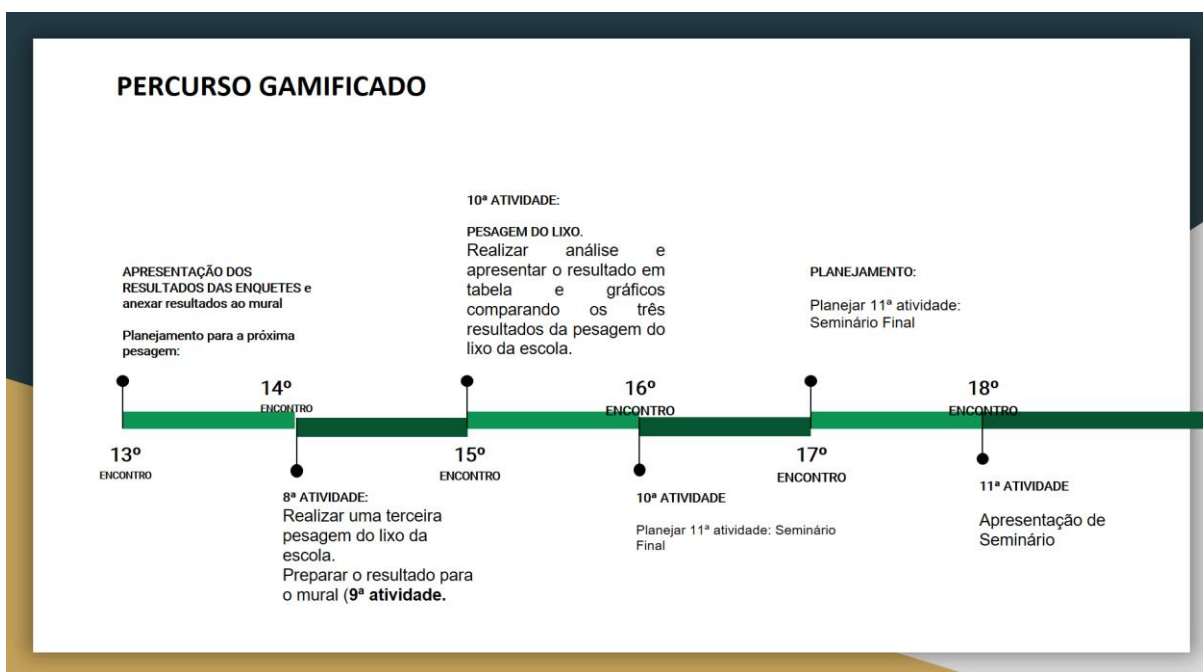 PERCURSO GAMIFICADO
APRESENTAÇÃO DOS
RESULTADOS DAS ENQUETES e
anexar resultados ao mural
Planejamento para a próxima
pesagem:
13º
ENCONTRO
14º
ENCONTRO
8ª ATIVIDADE:
Realizar uma terceira
pesagem do lixo da
escola.
Preparar o resultado para
o mural (9ª atividade.
10ª ATIVIDADE:
PESAGEM DO LIXO.
Realizar análise e
apresentar o resultado em
tabela e gráficos
comparando os três
resultados da pesagem do
lixo da escola.
15º
ENCONTRO
16º
ENCONTRO
10ª ATIVIDADE
Planejar 11ª atividade: Seminário
Final
PLANEJAMENTO:
Planejar 11ª atividade:
Seminário Final
17º
ENCONTRO
18º
ENCONTRO
11ª ATIVIDADE
Apresentação de
Seminário